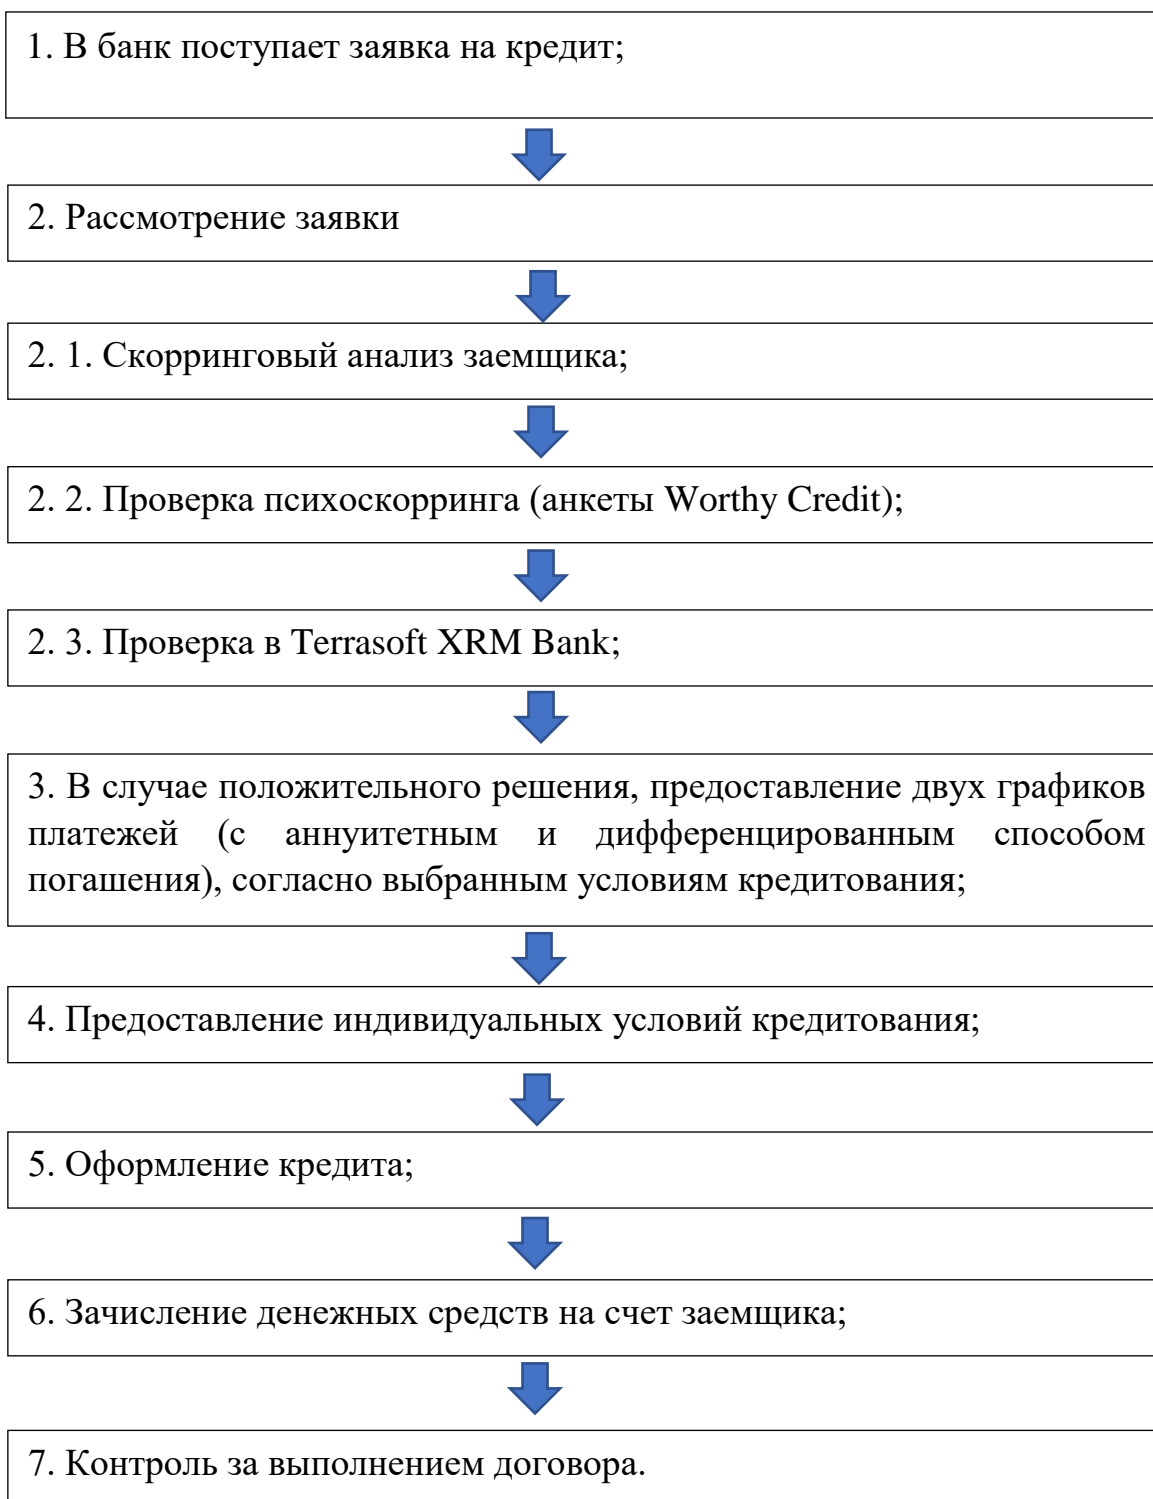 1. В банк поступает заявка на кредит;
2. Рассмотрение заявки
2. 1. Скорринговый анализ заемщика;
2. 2. Проверка психоскорринга (анкеты Worthy Credit);
2. 3. Проверка в Terrasoft XRM Bank;
3. В случае положительного решения, предоставление двух графиков
платежей (с аннуитетным и дифференцированным способом
погашения), согласно выбранным условиям кредитования;
4. Предоставление индивидуальных условий кредитования;
5. Оформление кредита;
6. Зачисление денежных средств на счет заемщика;
7. Контроль за выполнением договора.